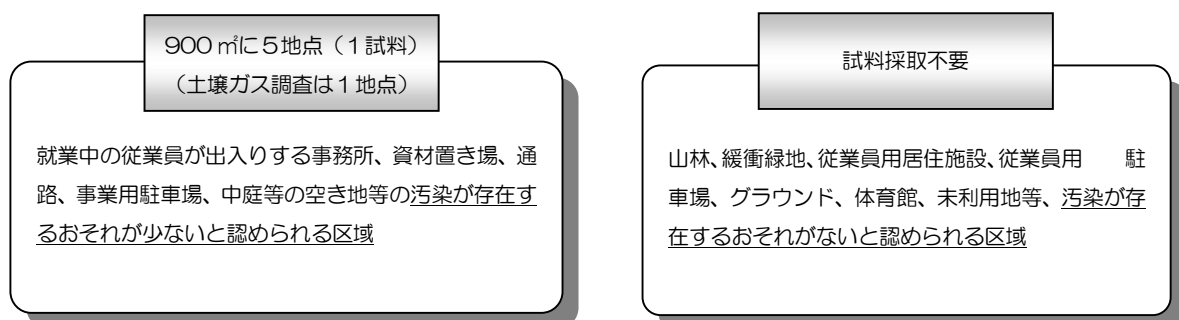 900㎡に5地点（1試料）
（土壌ガス調査は1地点）
就業中の従業員が出入りする事務所、資材置き場、通
路、事業用駐車場、中庭等の空き地等の汚染が存在す
るおそれが少ないと認められる区域
試料採取不要
山林、緩衝緑地、従業員用居住施設、従業員用　　駐
車場、グラウンド、体育館、未利用地等、汚染が存
在するおそれがないと認められる区域